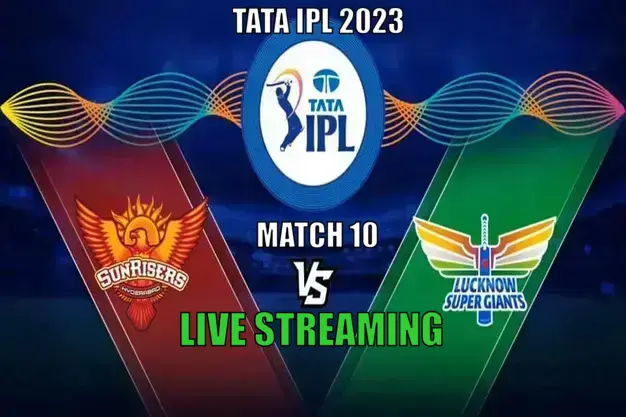 TATA IPL 2023
TATA
IPL
MATCH 10
VS
SUNRISERS
HYDERABAD
LUCKNOW
SUPER GIANTS
LIVE STREAMING